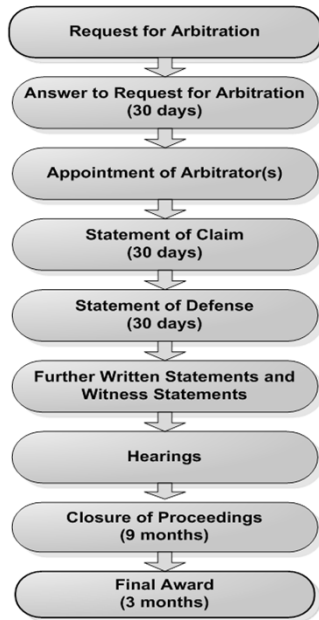 Request for Arbitration
Answer to Request for Arbitration
(30 days)
Appointment of Arbitrator(s)
Statement of Claim
(30 days)
Statement of Defense
(30 days)
Further Written Statements and
Witness Statements
Hearings
Closure of Proceedings
(9 months)
Final Award
(3 months)